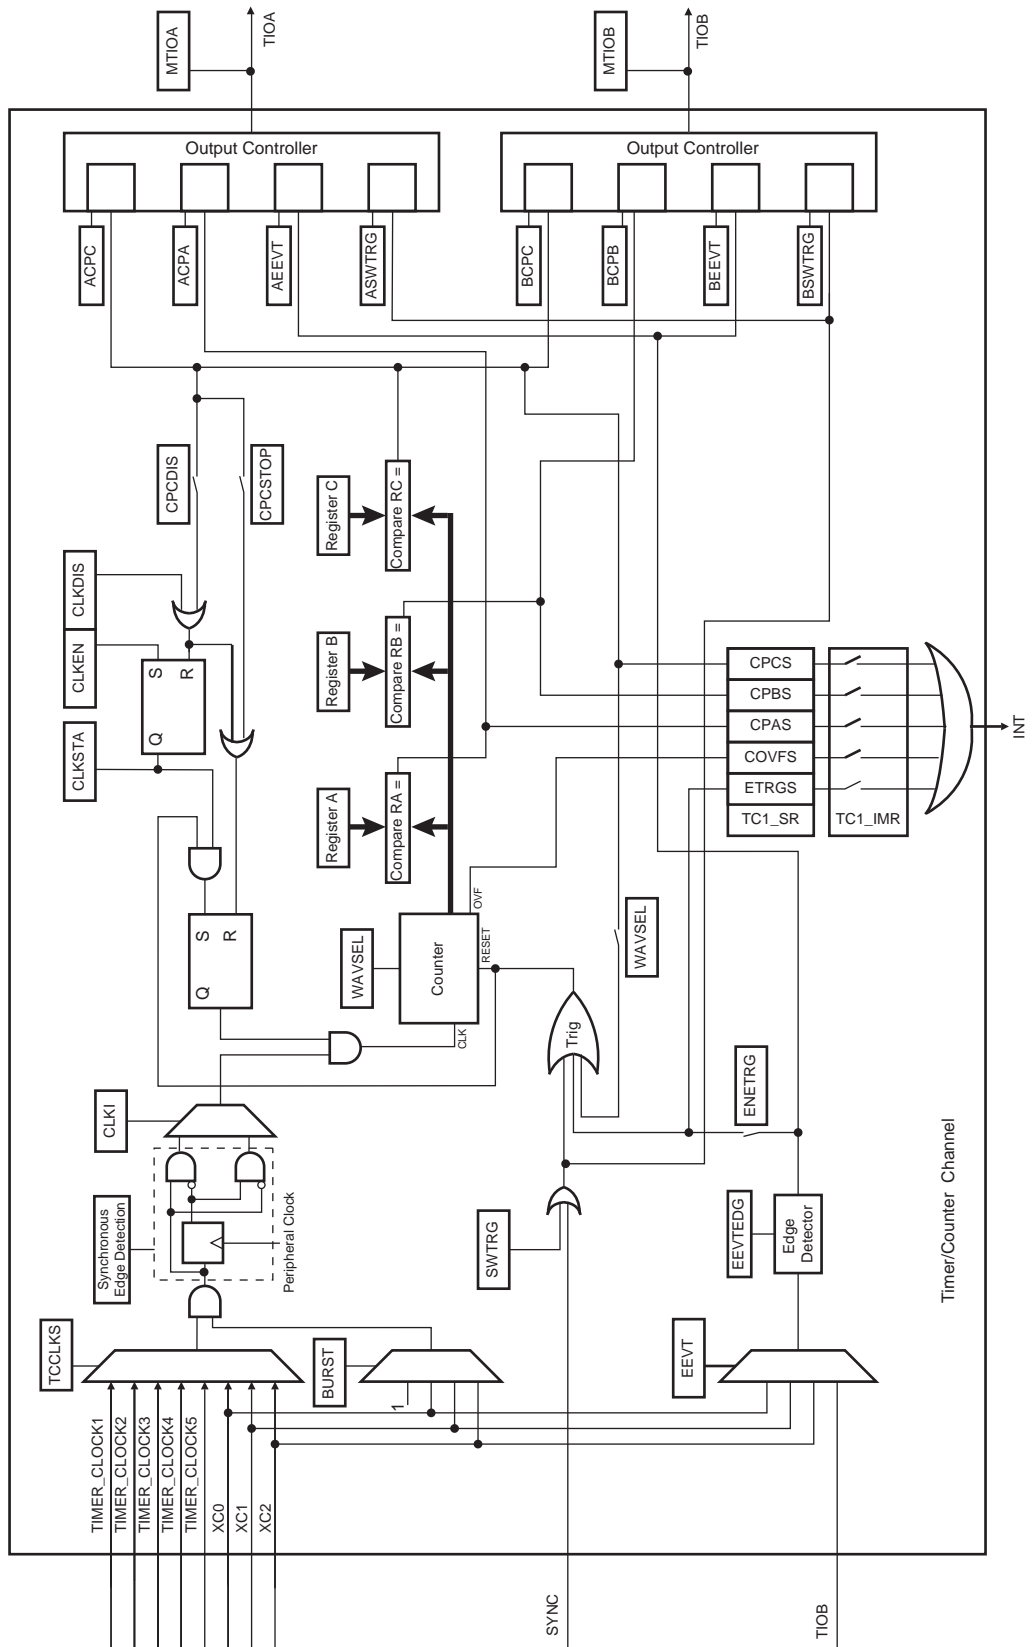 MTIOA
TIOA
MTIOB
TIOB
Output Controller
Output Controller
ACPC
ACPA
AEEVT
ASWTRG
BCPC
BCPB
BEEVT
BSWTRG
CPCDIS
CPCSTOP
CLKDIS
CLKEN
CLKSTA
S
R
Q
Register C
Compare RC =
Register B
Compare RB =
Register A
Compare RA =
CPCS
CPBS
CPAS
COVFS
ETRGS
TC1_SR
TC1_IMR
INT
S
R
Q
WAVSEL
Counter
OVF
RESET
CLK
WAVSEL
Trig
ENETRG
CLKI
Synchronous
Edge Detection
Peripheral Clock
SWTRG
EEVTEDG
Edge
Detector
Timer/Counter Channel
TCCLKS
BURST
1
EEVT
TIMER_CLOCK1
TIMER_CLOCK2
TIMER_CLOCK3
TIMER_CLOCK4
TIMER_CLOCK5
XC0
XC1
XC2
SYNC
TIOB